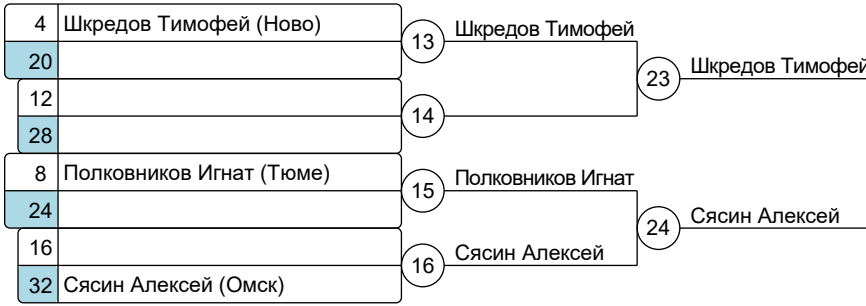 4 Шкредов Тимофей (Ново)
13 Шкредов Тимофей
20
23 Шкредов Тимофей
12
14
28
8 Полковников Игнат (Тюме)
15 Полковников Игнат
24
24 Сясин Алексей
16
16 Сясин Алексей
32 Сясин Алексей (Омск)